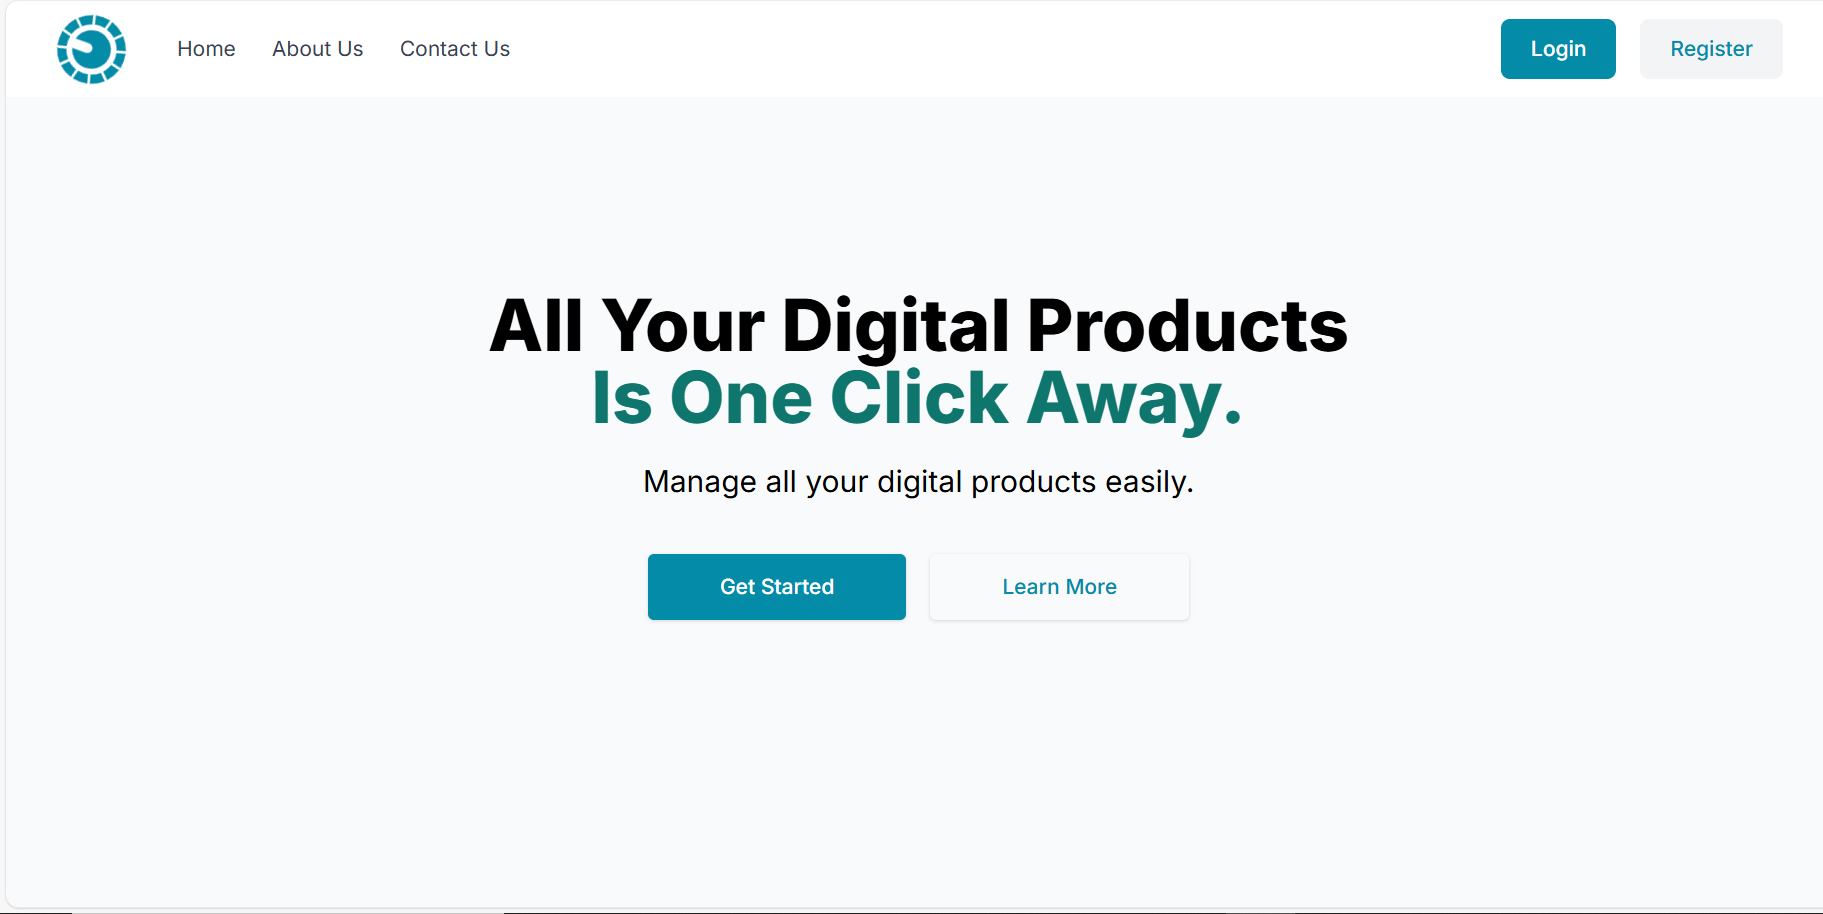 Home About Us Contact Us Login Register
All Your Digital Products
Is One Click Away.
Manage all your digital products easily.
Get Started Learn More